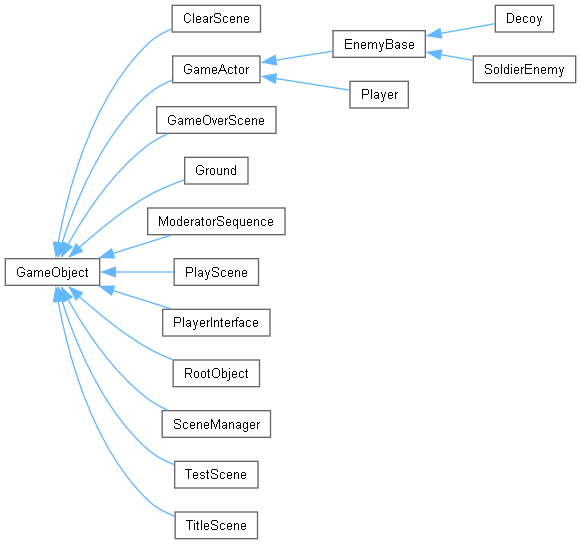 ClearScene
Decoy
EnemyBase
GameActor
SoldierEnemy
Player
GameOverScene
Ground
ModeratorSequence
GameObject
PlayScene
PlayerInterface
RootObject
SceneManager
TestScene
TitleScene